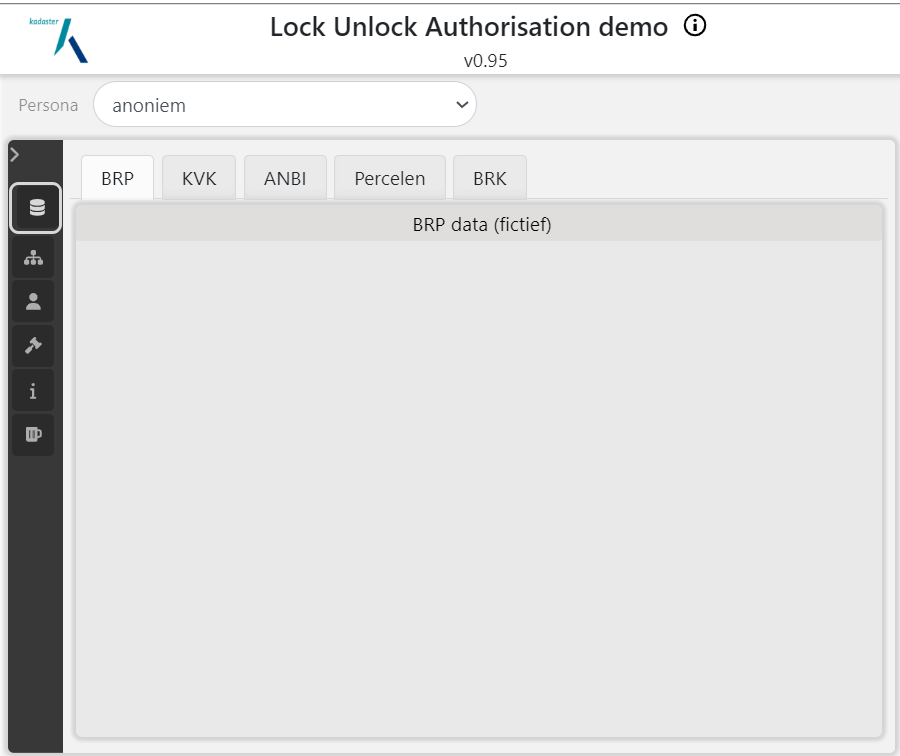 kadaster
Lock Unlock Authorisation demo
v0.95
Persona
anoniem
BRP
KVK
ANBI
Percelen
BRK
BRP data (fictief)